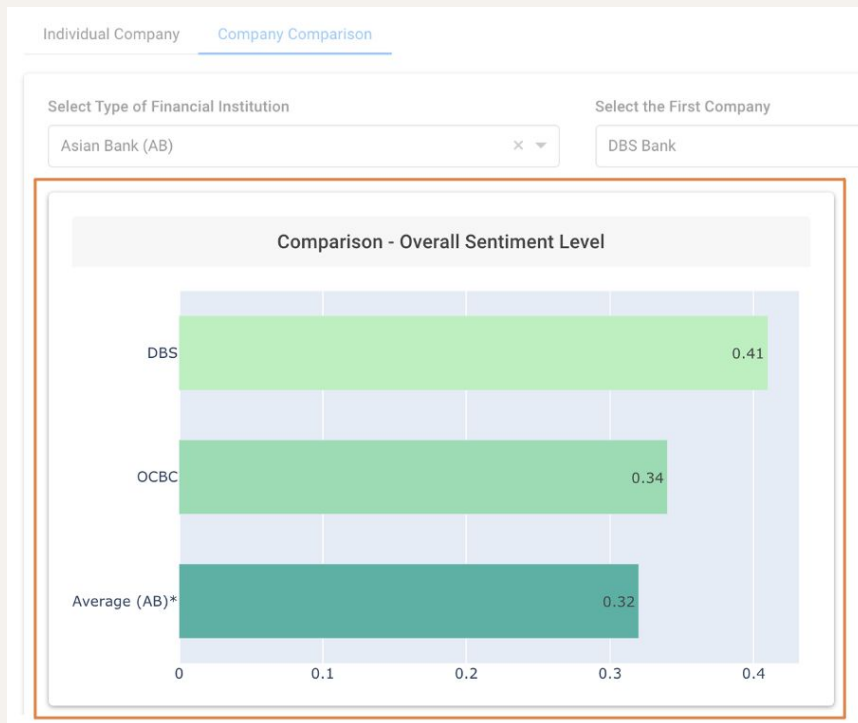 Individual Company Company Comparison
Select Type of Financial Institution Select the First Company
Asian Bank (AB) × DBS Bank
Comparison - Overall Sentiment Level
DBS 0.41
OCBC 0.34
Average (AB)* 0.32
0 0.1 0.2 0.3 0.4